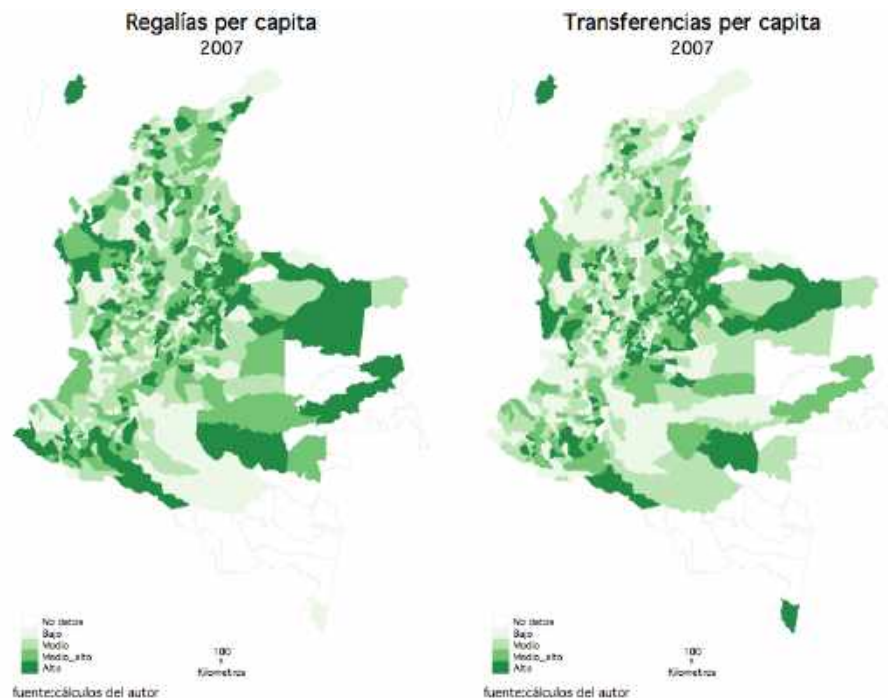 Regalías per capita
2007
No datos
Bajo
Medio
Medio_alto
Alto
100
Kilometros
fuente:cálculos del autor
Transferencias per capita
2007
No datos
Bajo
Medio
Medio_alto
Alto
100
Kilometros
fuente:cálculos del autor